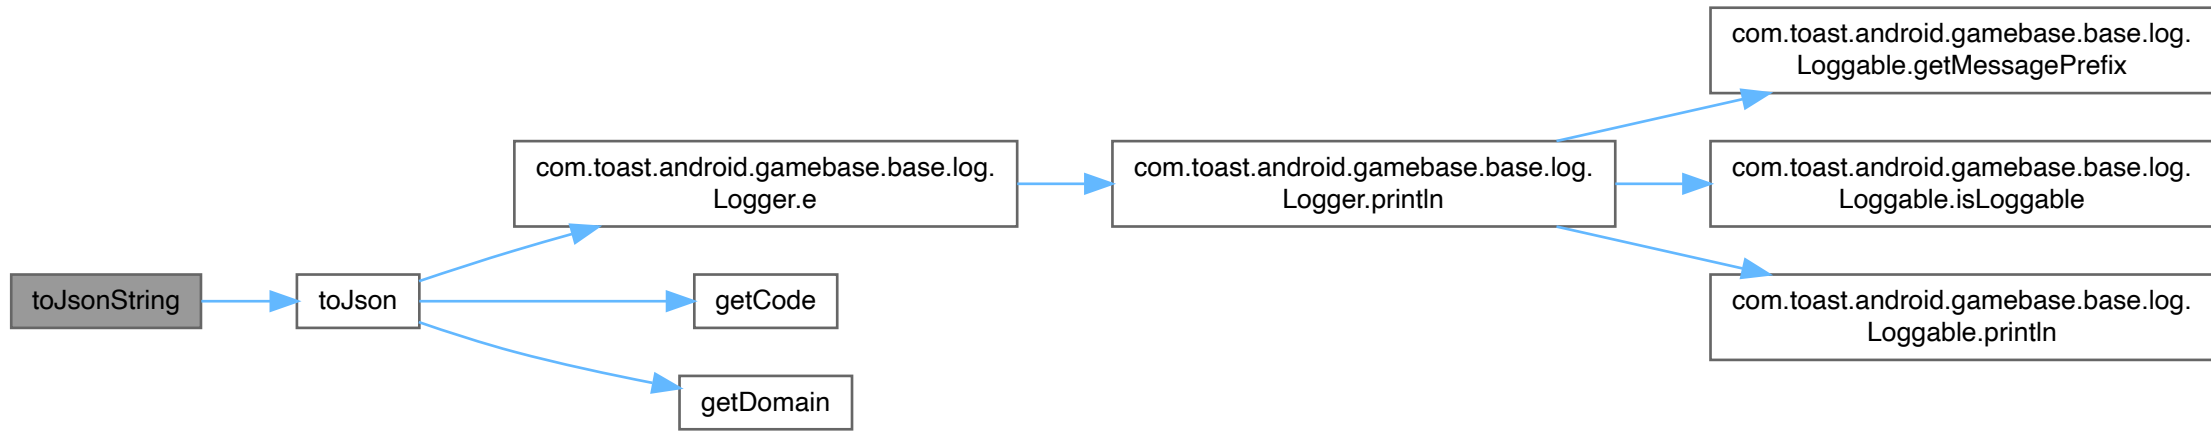 toJsonString
toJson
com.toast.android.gamebase.base.log.
Logger.e
getCode
getDomain
com.toast.android.gamebase.base.log.
Logger.println
com.toast.android.gamebase.base.log.
Loggable.getMessagePrefix
com.toast.android.gamebase.base.log.
Loggable.isLoggable
com.toast.android.gamebase.base.log.
Loggable.println